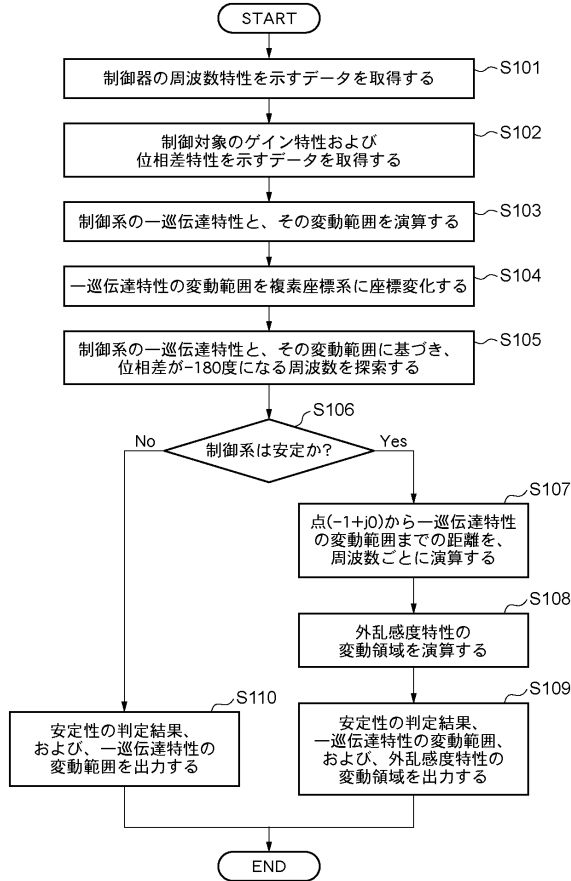 START
制御器の周波数特性を示すデータを取得する
S101
制御対象のゲイン特性および
位相差特性を示すデータを取得する
S102
制御系の一巡伝達特性と、その変動範囲を演算する
S103
一巡伝達特性の変動範囲を複素座標系に座標変化する
S104
制御系の一巡伝達特性と、その変動範囲に基づき、
位相差が-180度になる周波数を探索する
S105
制御系は安定か?
S106
No
Yes
点(-1+j0)から一巡伝達特性
の変動範囲までの距離を、
周波数ごとに演算する
S107
外乱感度特性の
変動領域を演算する
S108
安定性の判定結果、
一巡伝達特性の変動範囲、
および、外乱感度特性の
変動領域を出力する
S109
安定性の判定結果、
および、一巡伝達特性の
変動範囲を出力する
S110
END